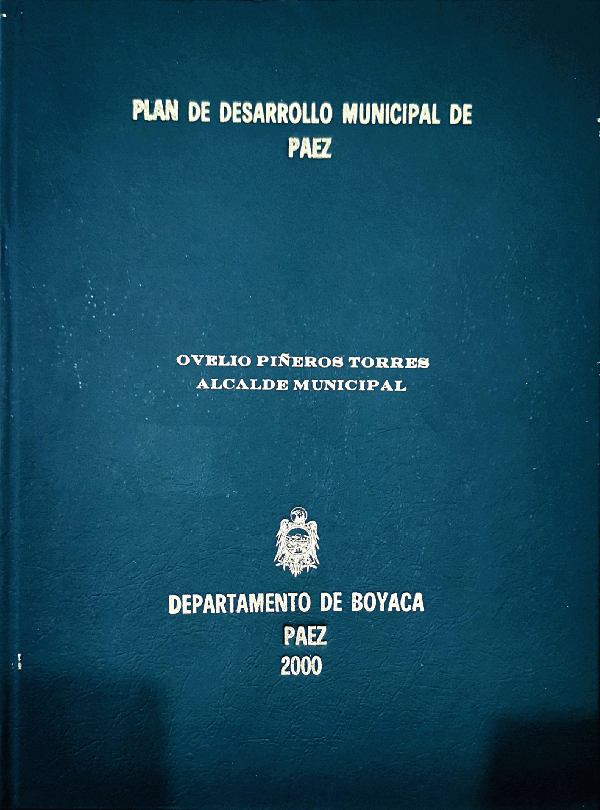 PLAN DE DESARROLLO MUNICIPAL DE
PAEZ
OVELIO PIÑEROS TORRES
ALCALDE MUNICIPAL
DEPARTAMENTO DE BOYACA
PAEZ
2000